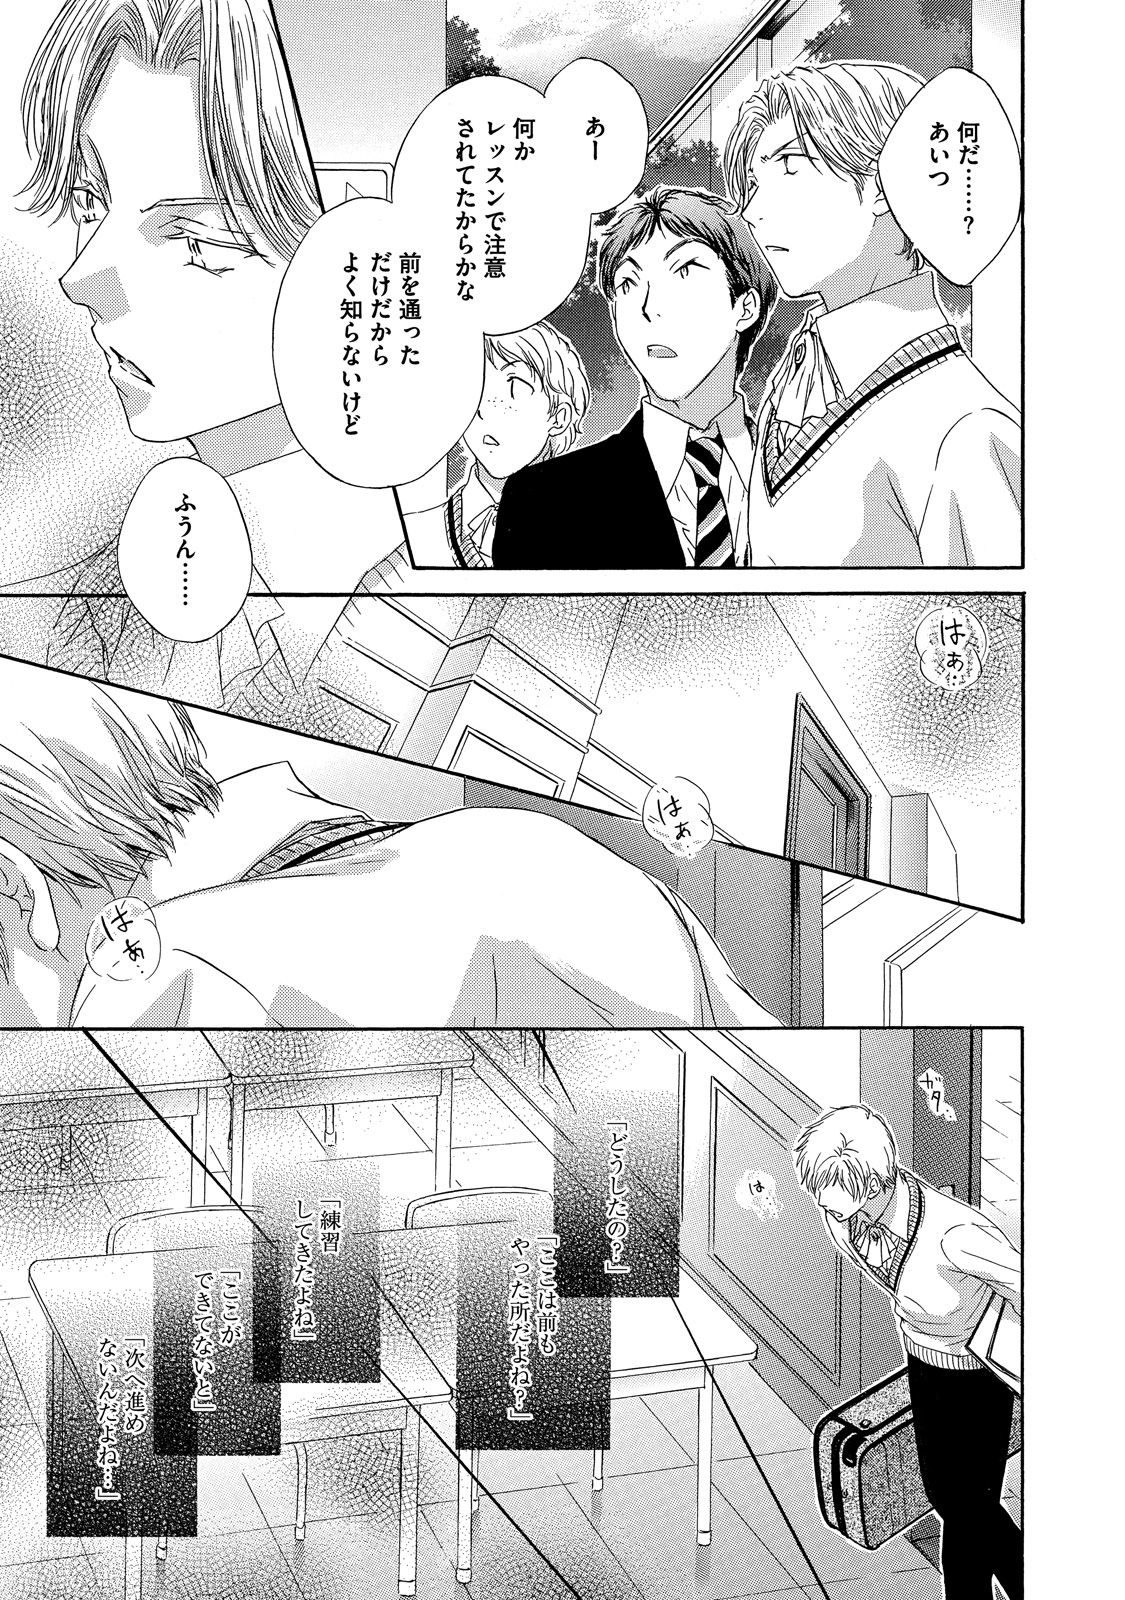 何だ……？
あいつ
あー
何か
レッスンで注意
されてたからかな
前を通った
だけだから
よく知らないけど
ふうん……
はぁ…
はぁ…
はぁ…
ガタ…
は…
『どうしたの？』
『ここは前も
やった所だよね？』
『練習
してきたよね』
『ここが
できてないと』
『次へ進め
ないんだよね…』